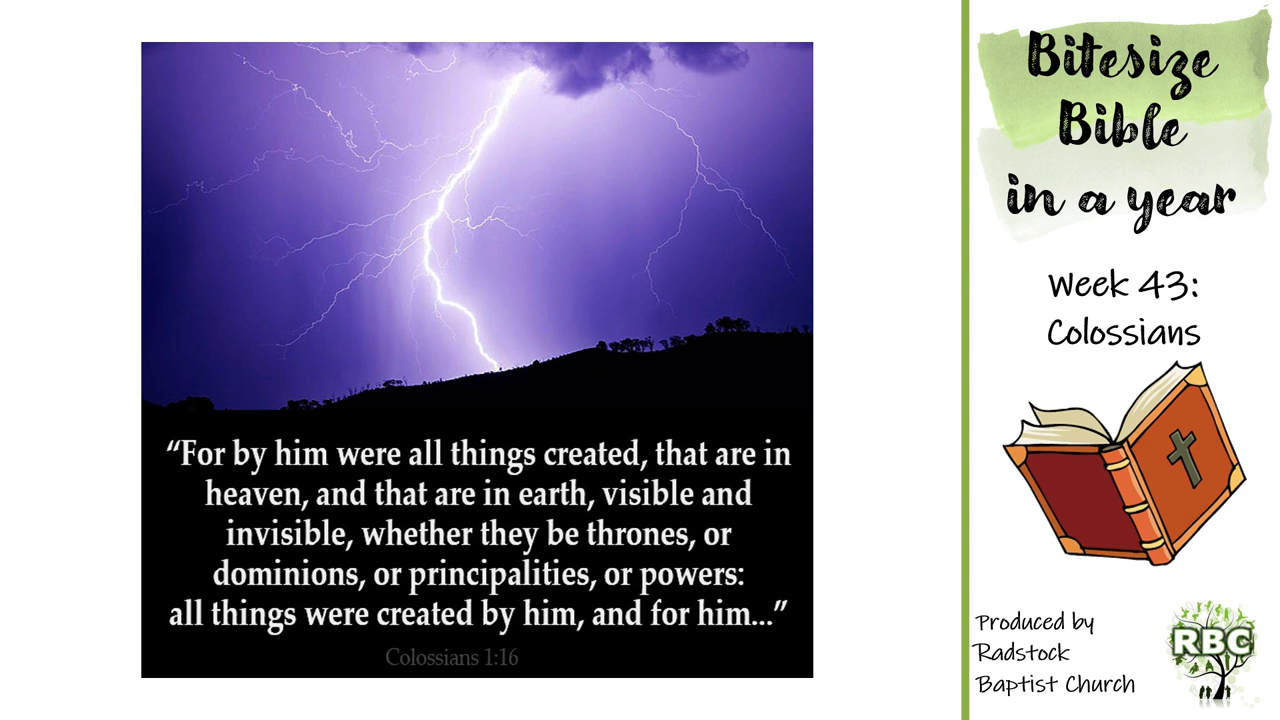 “For by him were all things created, that are in
heaven, and that are in earth, visible and
invisible, whether they be thrones, or
dominions, or principalities, or powers:
all things were created by him, and for him...”
Colossians 1:16
Bitesize
Bible
in a year
Week 43:
Colossians
Produced by
Radstock
Baptist Church
RBC